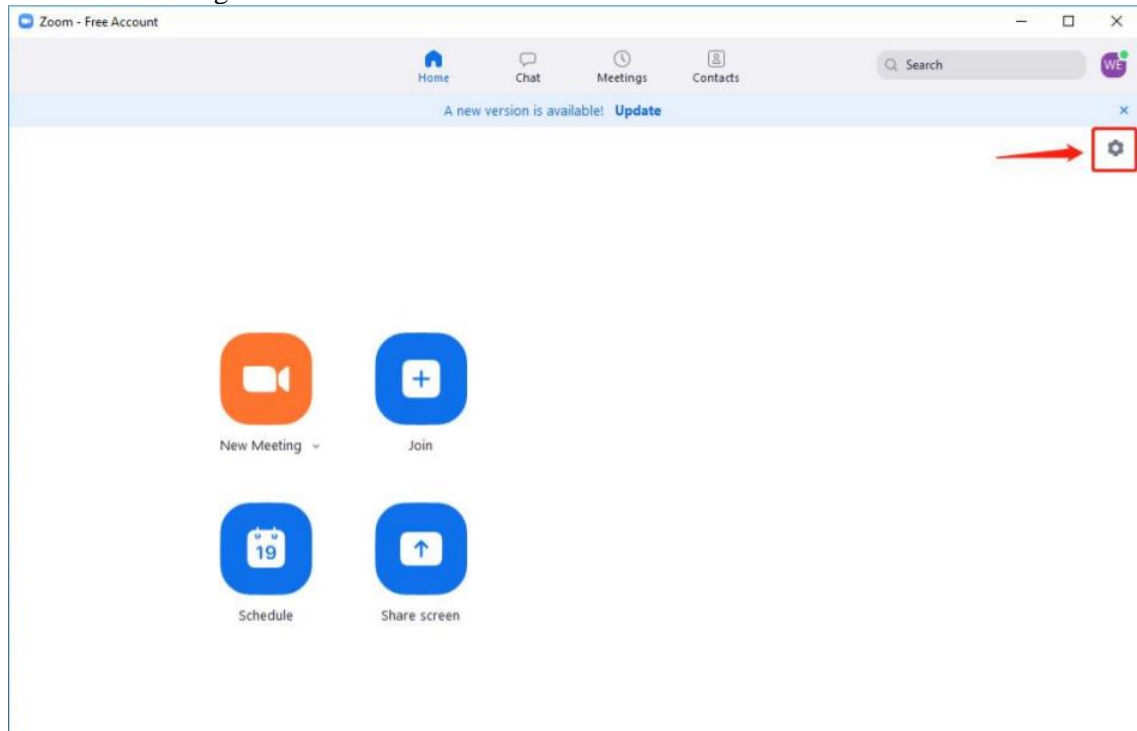 Zoom - Free Account
Home Chat Meetings Contacts
Search
WE
A new version is available! Update
New Meeting
Join
19
Schedule
Share screen